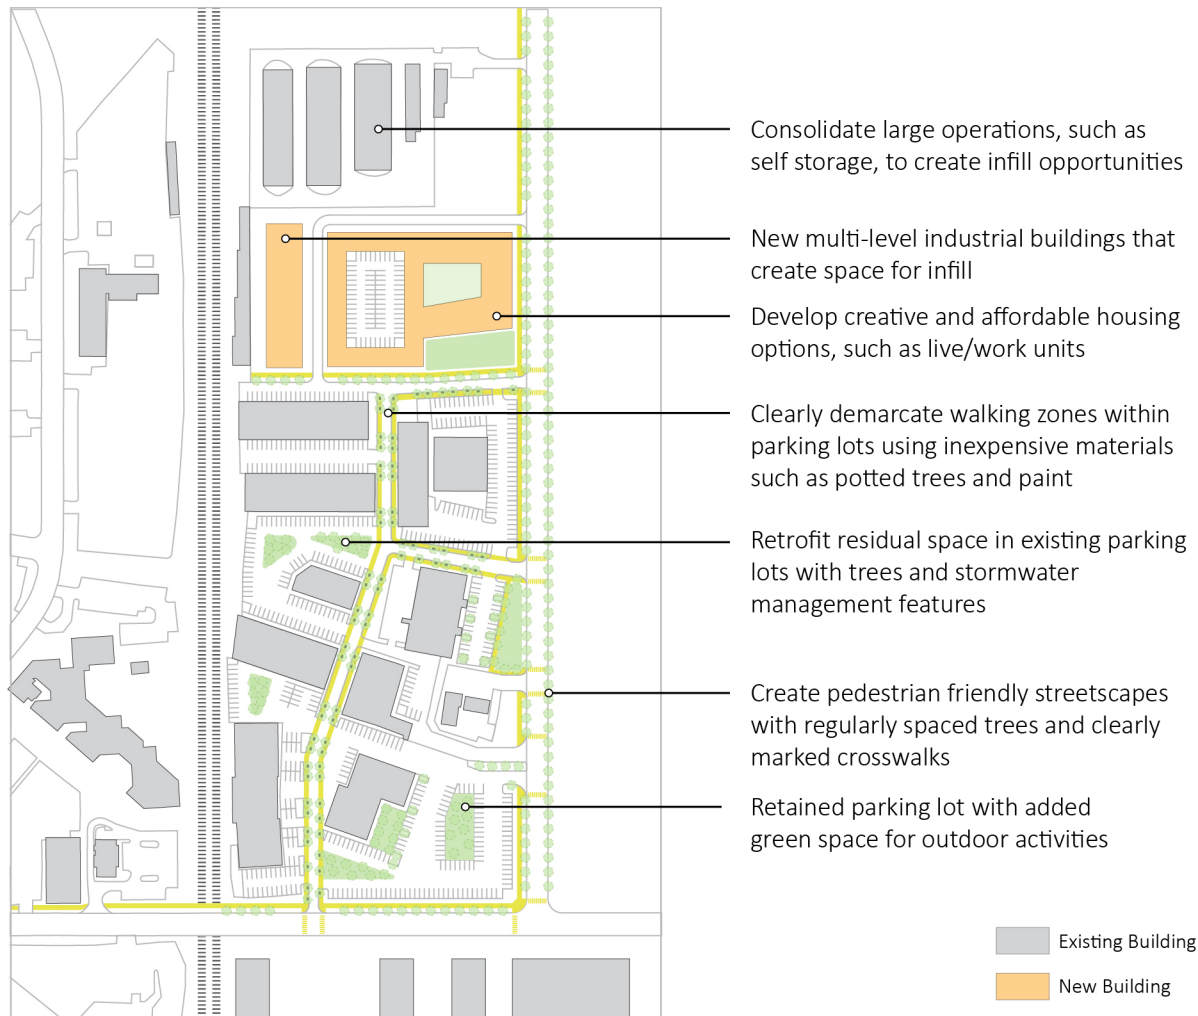 Consolidate large operations, such as
self storage, to create infill opportunities
New multi-level industrial buildings that
create space for infill
Develop creative and affordable housing
options, such as live/work units
Clearly demarcate walking zones within
parking lots using inexpensive materials
such as potted trees and paint
Retrofit residual space in existing parking
lots with trees and stormwater
management features
Create pedestrian friendly streetscapes
with regularly spaced trees and clearly
marked crosswalks
Retained parking lot with added
green space for outdoor activities
Existing Building
New Building